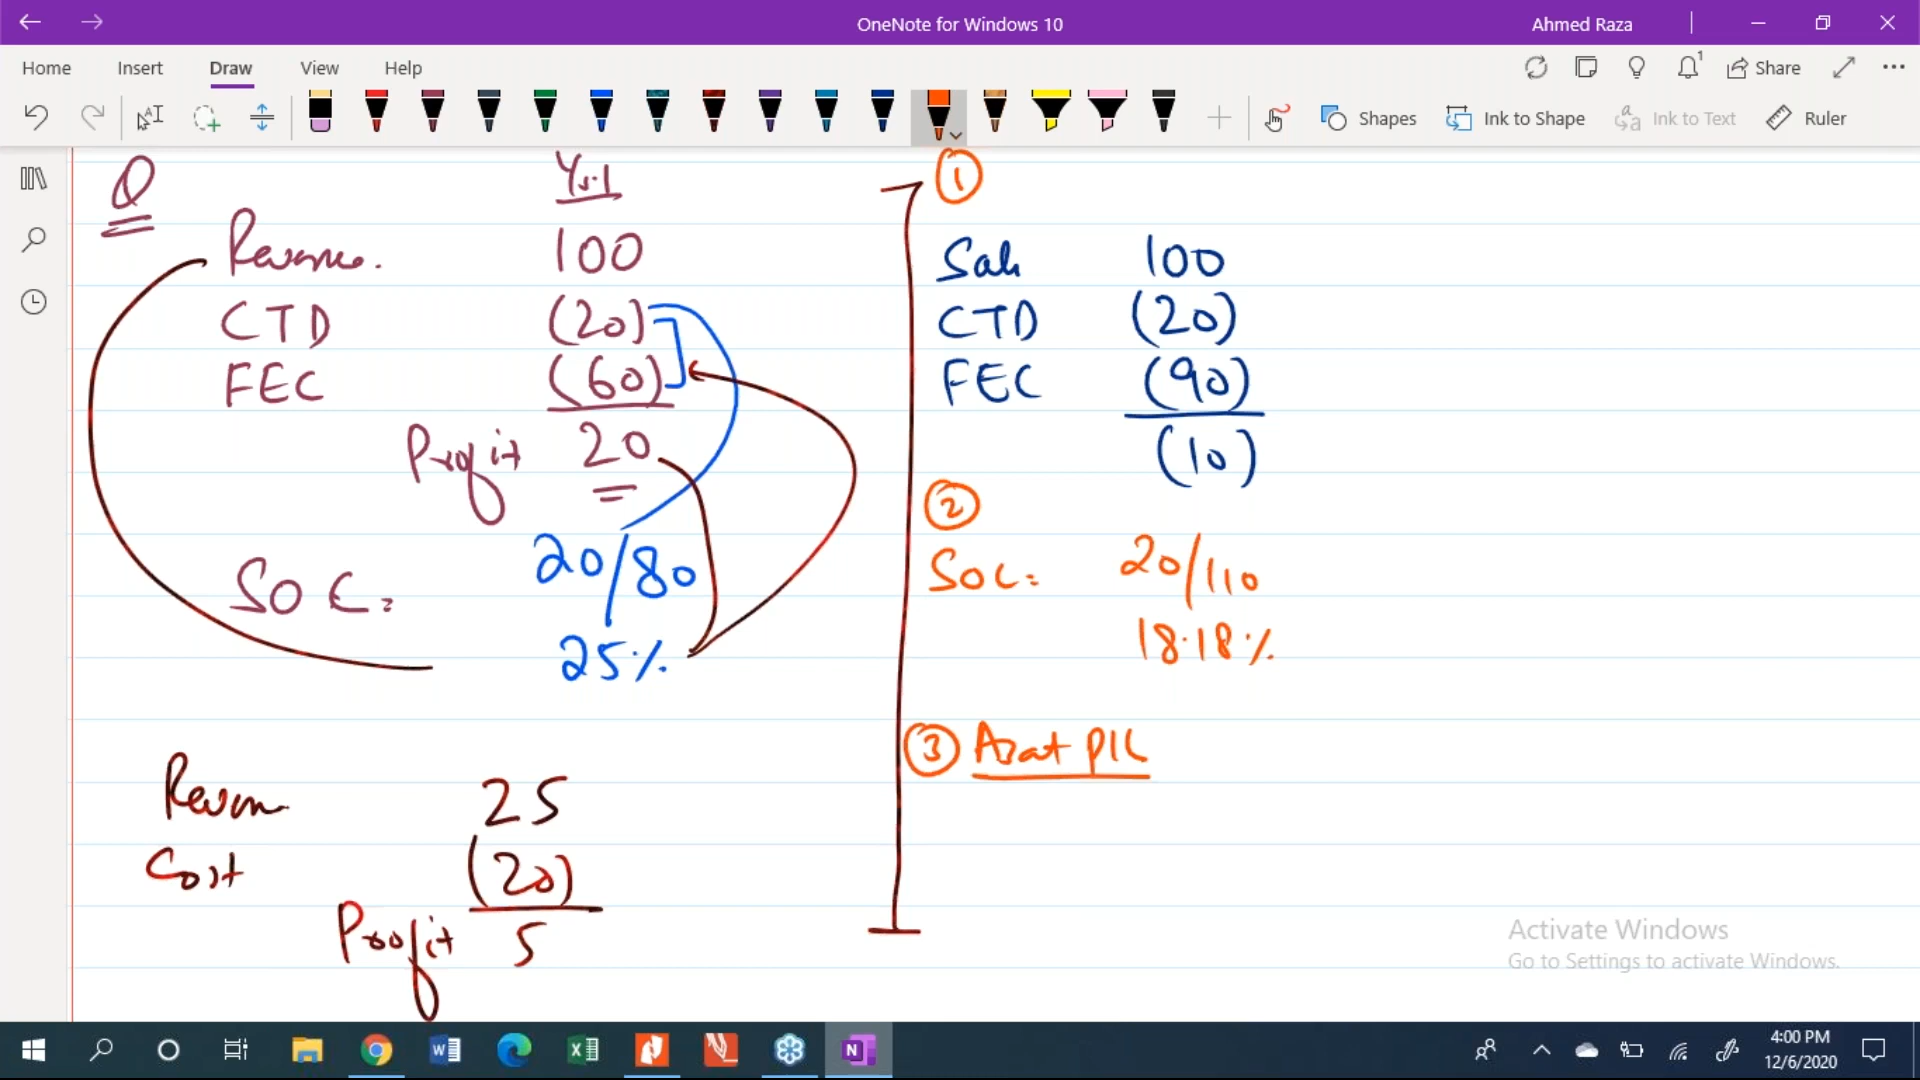 OneNote for Windows 10
Ahmed Raza
Home Insert Draw View Help
1
Share
Shapes
Ink to Shape
Ink to Text
Ruler
Q
Yr.1
Revenue. 100
CTD (20)
FEC (60)
Profit 20
SOC = 20/80
25%
Reven 25
Cost (20)
Profit 5
1
Sale 100
CTD (20)
FEC (90)
(10)
2
SOC = 20/110
18.18%
3
Activate Windows
Go to Settings to activate Windows.
4:00 PM
12/6/2020